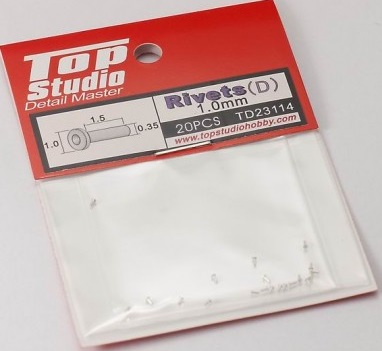 Top
Studio
Detail Master
Rivets(D)
1.0mm
20PCS TD23114
www.topstudiohobby.com
1.5
1.0
0.35